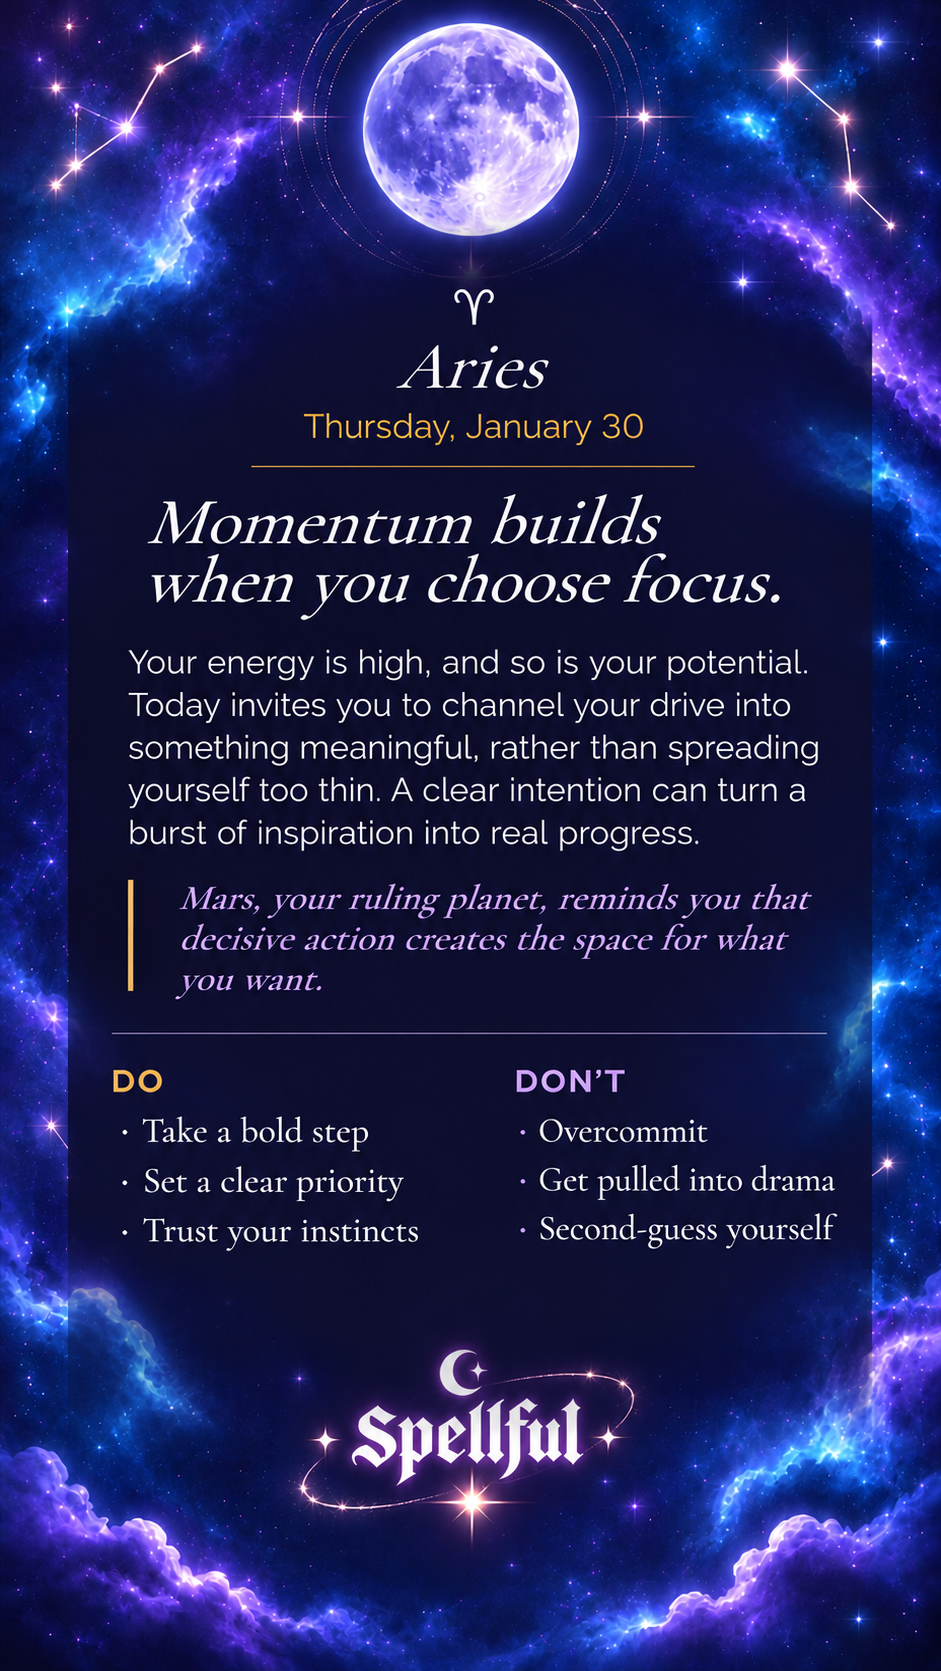 ♈
Aries
Thursday, January 30
Momentum builds
when you choose focus.
Your energy is high, and so is your potential.
Today invites you to channel your drive into
something meaningful, rather than spreading
yourself too thin. A clear intention can turn a
burst of inspiration into real progress.
Mars, your ruling planet, reminds you that
decisive action creates the space for what
you want.
DO
· Take a bold step
· Set a clear priority
· Trust your instincts
DON’T
· Overcommit
· Get pulled into drama
· Second-guess yourself
Spellful